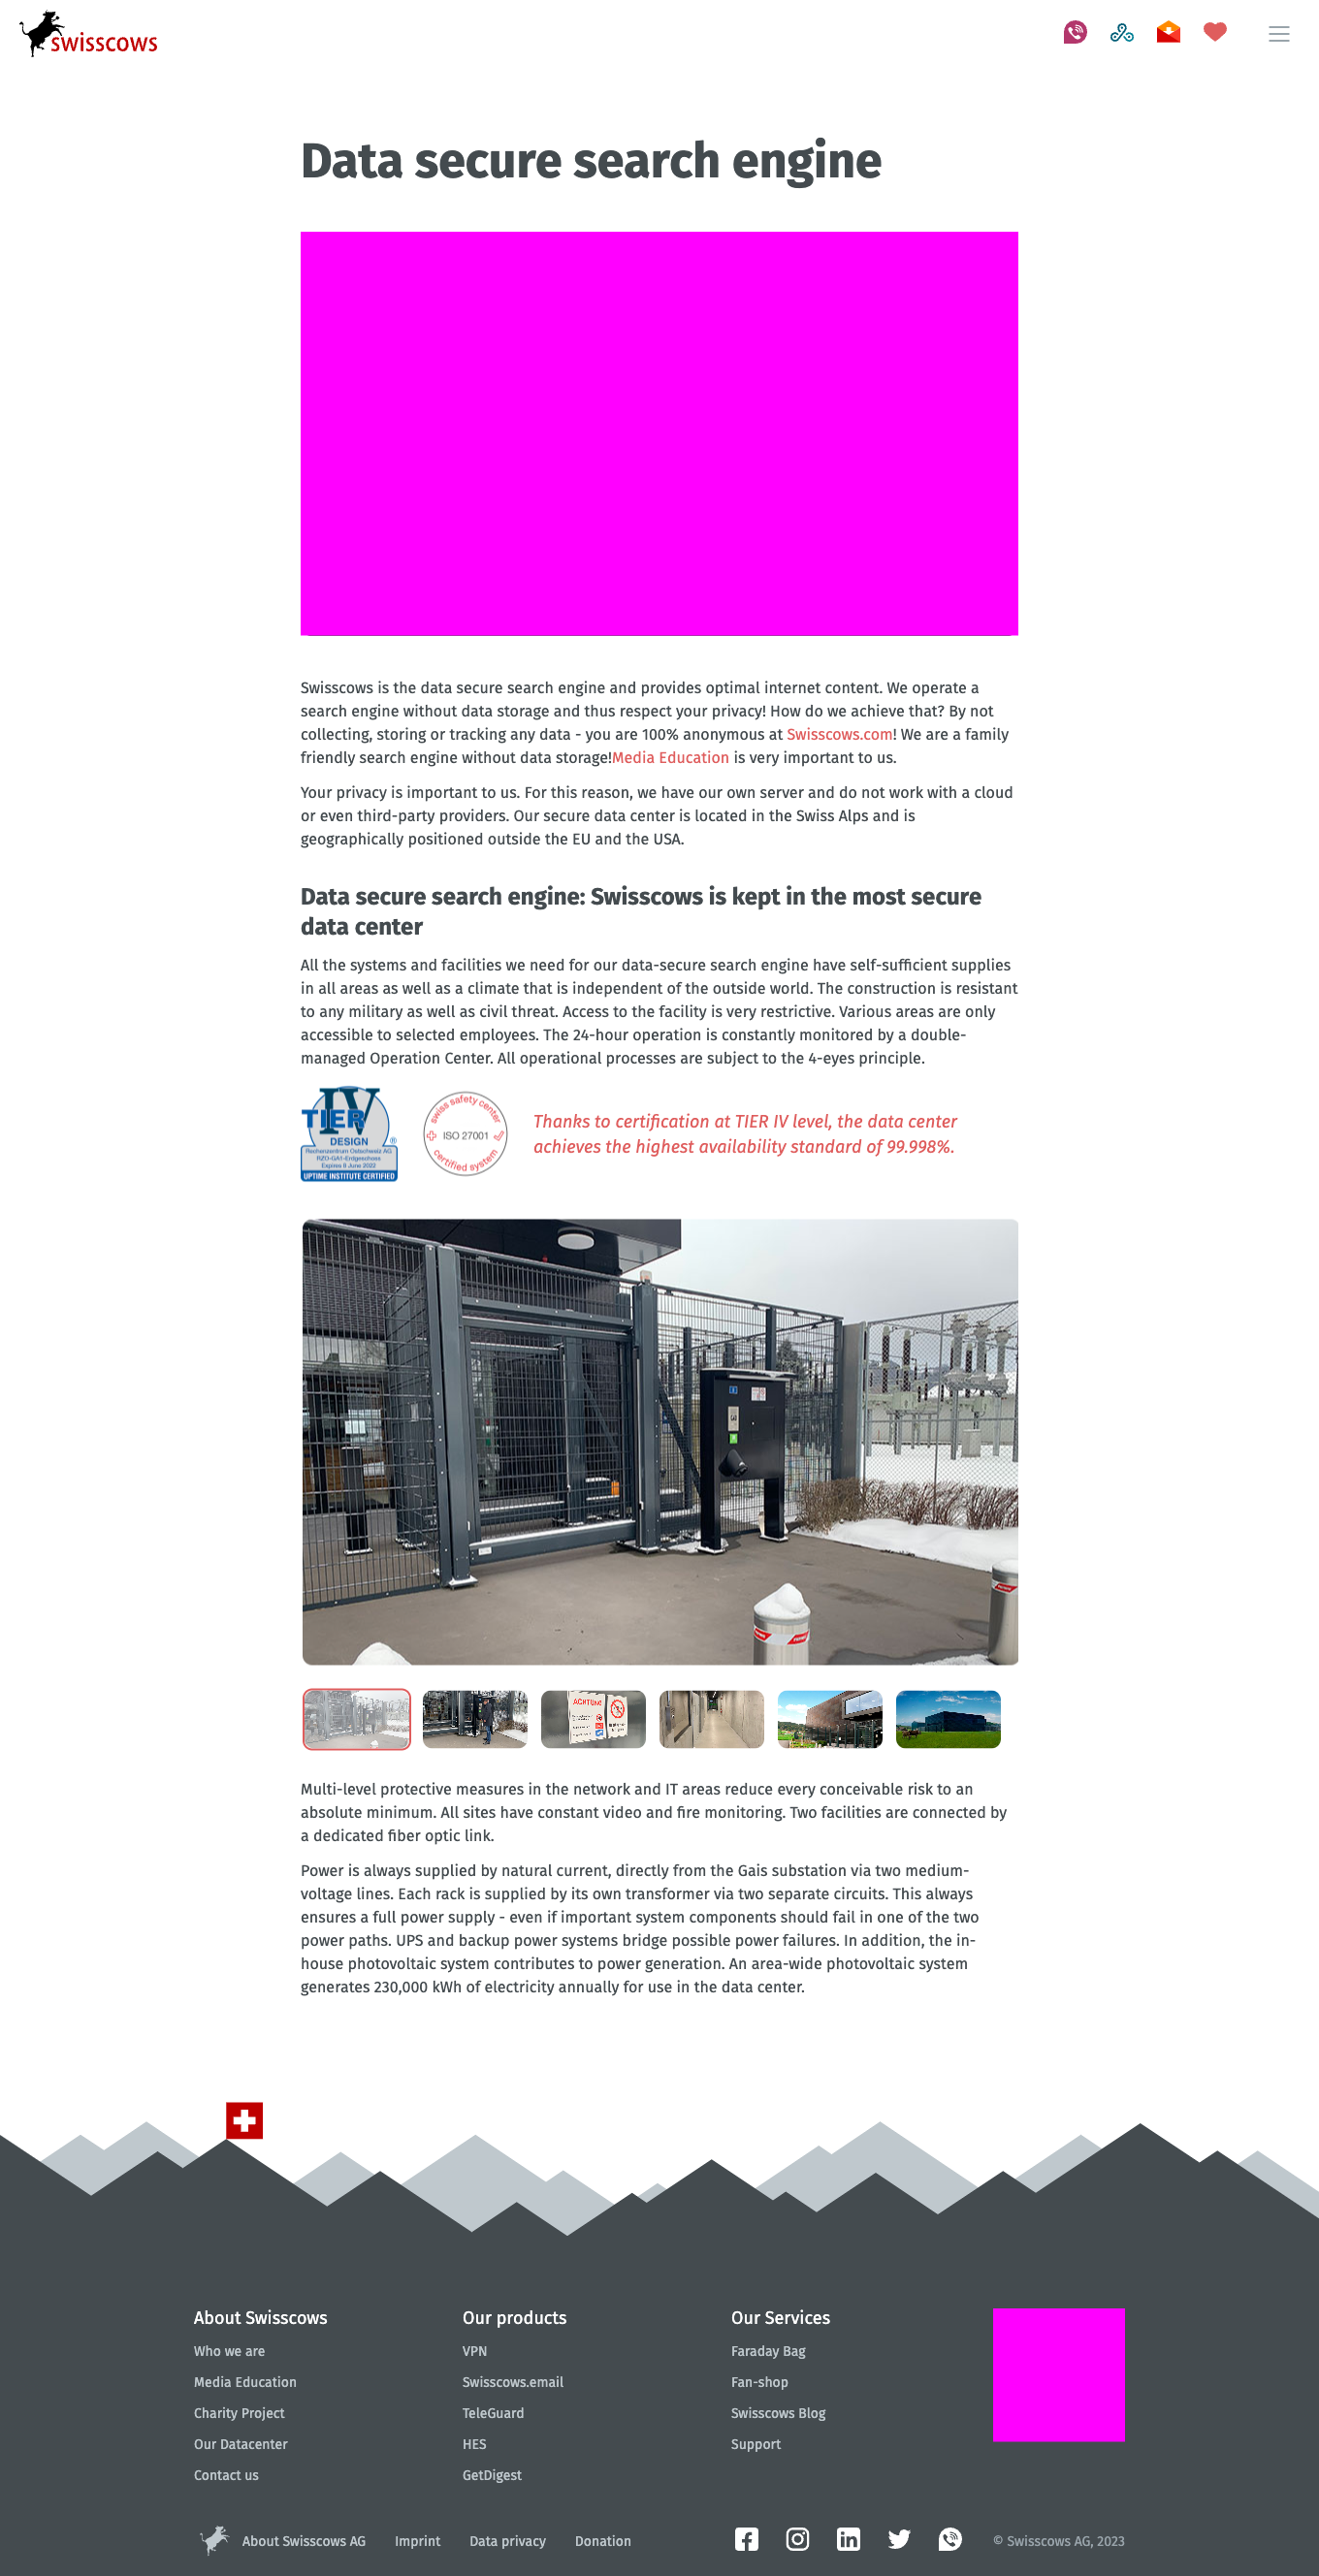 swisscows
Data secure search engine
Swisscows is the data secure search engine and provides optimal internet content. We operate a
search engine without data storage and thus respect your privacy! How do we achieve that? By not
collecting, storing or tracking any data - you are 100% anonymous at Swisscows.com! We are a family
friendly search engine without data storage!Media Education is very important to us.
Your privacy is important to us. For this reason, we have our own server and do not work with a cloud
or even third-party providers. Our secure data center is located in the Swiss Alps and is
geographically positioned outside the EU and the USA.
Data secure search engine: Swisscows is kept in the most secure
data center
All the systems and facilities we need for our data-secure search engine have self-sufficient supplies
in all areas as well as a climate that is independent of the outside world. The construction is resistant
to any military as well as civil threat. Access to the facility is very restrictive. Various areas are only
accessible to selected employees. The 24-hour operation is constantly monitored by a double-
managed Operation Center. All operational processes are subject to the 4-eyes principle.
IV
TIER
DESIGN
®
Rechenzentrum Ostschweiz AG
RZO-GA1-Erdgeschoss
Expires 8 June 2022
UPTIME INSTITUTE CERTIFIED
swiss safety center
ISO 27001
certified system
Thanks to certification at TIER IV level, the data center
achieves the highest availability standard of 99.998%.
ACHTUNG
Multi-level protective measures in the network and IT areas reduce every conceivable risk to an
absolute minimum. All sites have constant video and fire monitoring. Two facilities are connected by
a dedicated fiber optic link.
Power is always supplied by natural current, directly from the Gais substation via two medium-
voltage lines. Each rack is supplied by its own transformer via two separate circuits. This always
ensures a full power supply - even if important system components should fail in one of the two
power paths. UPS and backup power systems bridge possible power failures. In addition, the in-
house photovoltaic system contributes to power generation. An area-wide photovoltaic system
generates 230,000 kWh of electricity annually for use in the data center.
About Swisscows
Who we are
Media Education
Charity Project
Our Datacenter
Contact us
Our products
VPN
Swisscows.email
TeleGuard
HES
GetDigest
Our Services
Faraday Bag
Fan-shop
Swisscows Blog
Support
About Swisscows AG Imprint Data privacy Donation
© Swisscows AG, 2023